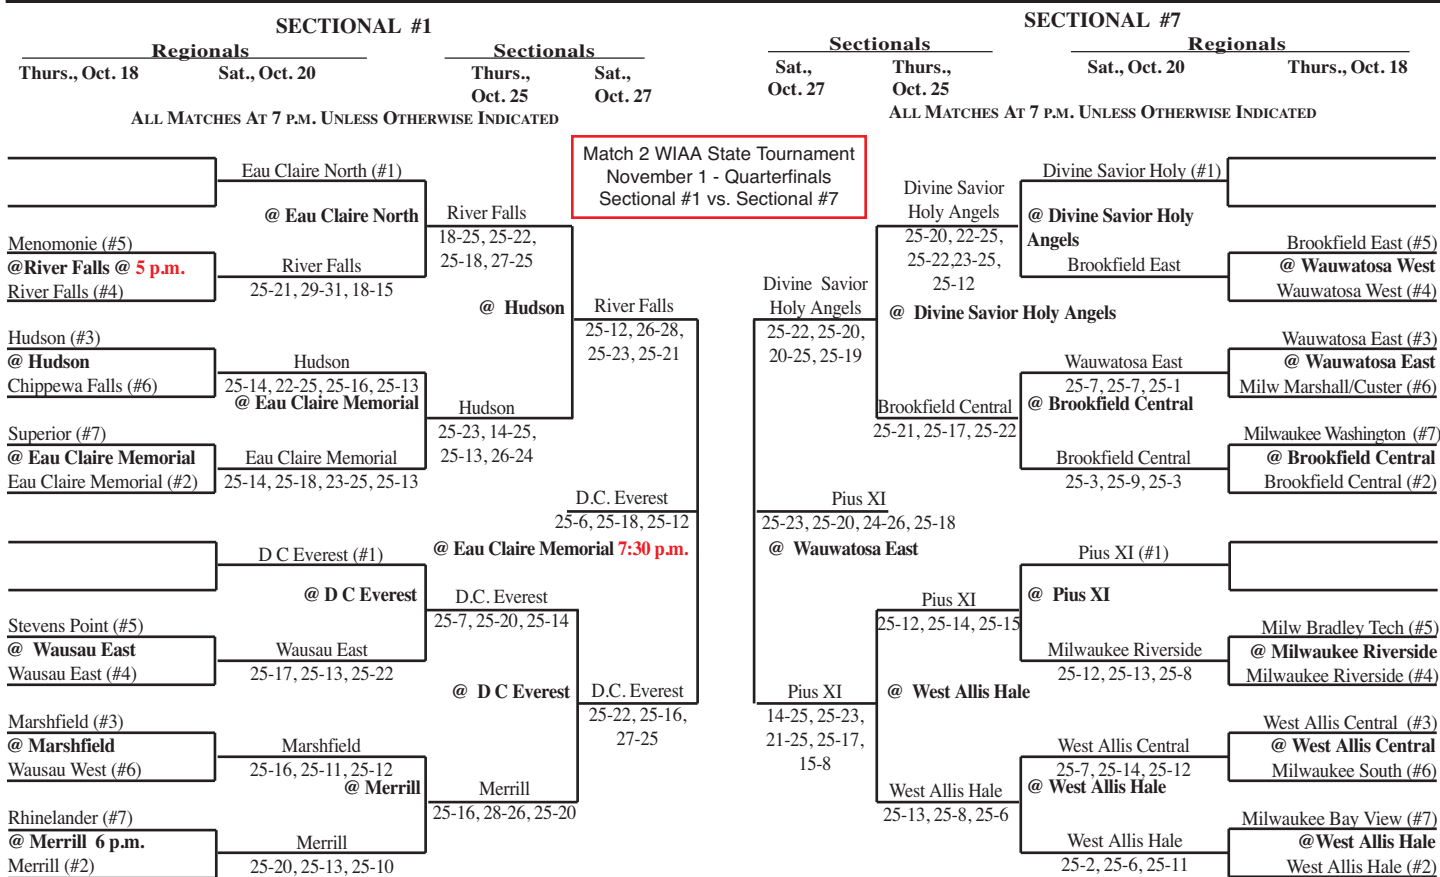 SECTIONAL #1
Regionals
Sectionals
Thurs., Oct. 18
Sat., Oct. 20
Thurs., Oct. 25
Sat., Oct. 27
ALL MATCHES AT 7 P.M. UNLESS OTHERWISE INDICATED
Eau Claire North (#1)
@ Eau Claire North
Menomonie (#5)
@River Falls @ 5 p.m.
River Falls (#4)
River Falls
25-21, 29-31, 18-15
River Falls
18-25, 25-22,
25-18, 27-25
@ Hudson
Hudson (#3)
@ Hudson
Chippewa Falls (#6)
Hudson
25-14, 22-25, 25-16, 25-13
@ Eau Claire Memorial
Superior (#7)
@ Eau Claire Memorial
Eau Claire Memorial (#2)
Eau Claire Memorial
25-14, 25-18, 23-25, 25-13
Hudson
25-23, 14-25,
25-13, 26-24
River Falls
25-12, 26-28,
25-23, 25-21
D.C. Everest
25-6, 25-18, 25-12
@ Eau Claire Memorial 7:30 p.m.
D C Everest (#1)
@ D C Everest
Stevens Point (#5)
@ Wausau East
Wausau East (#4)
Wausau East
25-17, 25-13, 25-22
D.C. Everest
25-7, 25-20, 25-14
@ D C Everest
D.C. Everest
25-22, 25-16,
27-25
Marshfield (#3)
@ Marshfield
Wausau West (#6)
Marshfield
25-16, 25-11, 25-12
@ Merrill
Merrill
25-16, 28-26, 25-20
Rhinelander (#7)
@ Merrill 6 p.m.
Merrill (#2)
Merrill
25-20, 25-13, 25-10
Match 2 WIAA State Tournament
November 1 - Quarterfinals
Sectional #1 vs. Sectional #7
SECTIONAL #7
Sectionals
Regionals
Sat., Oct. 27
Thurs., Oct. 25
Sat., Oct. 20
Thurs., Oct. 18
ALL MATCHES AT 7 P.M. UNLESS OTHERWISE INDICATED
Divine Savior Holy (#1)
@ Divine Savior Holy
Angels
Brookfield East (#5)
@ Wauwatosa West
Wauwatosa West (#4)
Brookfield East
Divine Savior
Holy Angels
25-20, 22-25,
25-22,23-25,
25-12
@ Divine Savior Holy Angels
Divine Savior
Holy Angels
25-22, 25-20,
20-25, 25-19
Wauwatosa East (#3)
@ Wauwatosa East
Milw Marshall/Custer (#6)
Wauwatosa East
25-7, 25-7, 25-1
@ Brookfield Central
Brookfield Central
25-21, 25-17, 25-22
Milwaukee Washington (#7)
@ Brookfield Central
Brookfield Central (#2)
Brookfield Central
25-3, 25-9, 25-3
Pius XI
25-23, 25-20, 24-26, 25-18
@ Wauwatosa East
Pius XI (#1)
@ Pius XI
Pius XI
25-12, 25-14, 25-15
Milw Bradley Tech (#5)
@ Milwaukee Riverside
Milwaukee Riverside (#4)
Milwaukee Riverside
25-12, 25-13, 25-8
@ West Allis Hale
Pius XI
14-25, 25-23,
21-25, 25-17,
15-8
West Allis Central (#3)
@ West Allis Central
Milwaukee South (#6)
West Allis Central
25-7, 25-14, 25-12
@ West Allis Hale
West Allis Hale
25-13, 25-8, 25-6
Milwaukee Bay View (#7)
@West Allis Hale
West Allis Hale (#2)
West Allis Hale
25-2, 25-6, 25-11